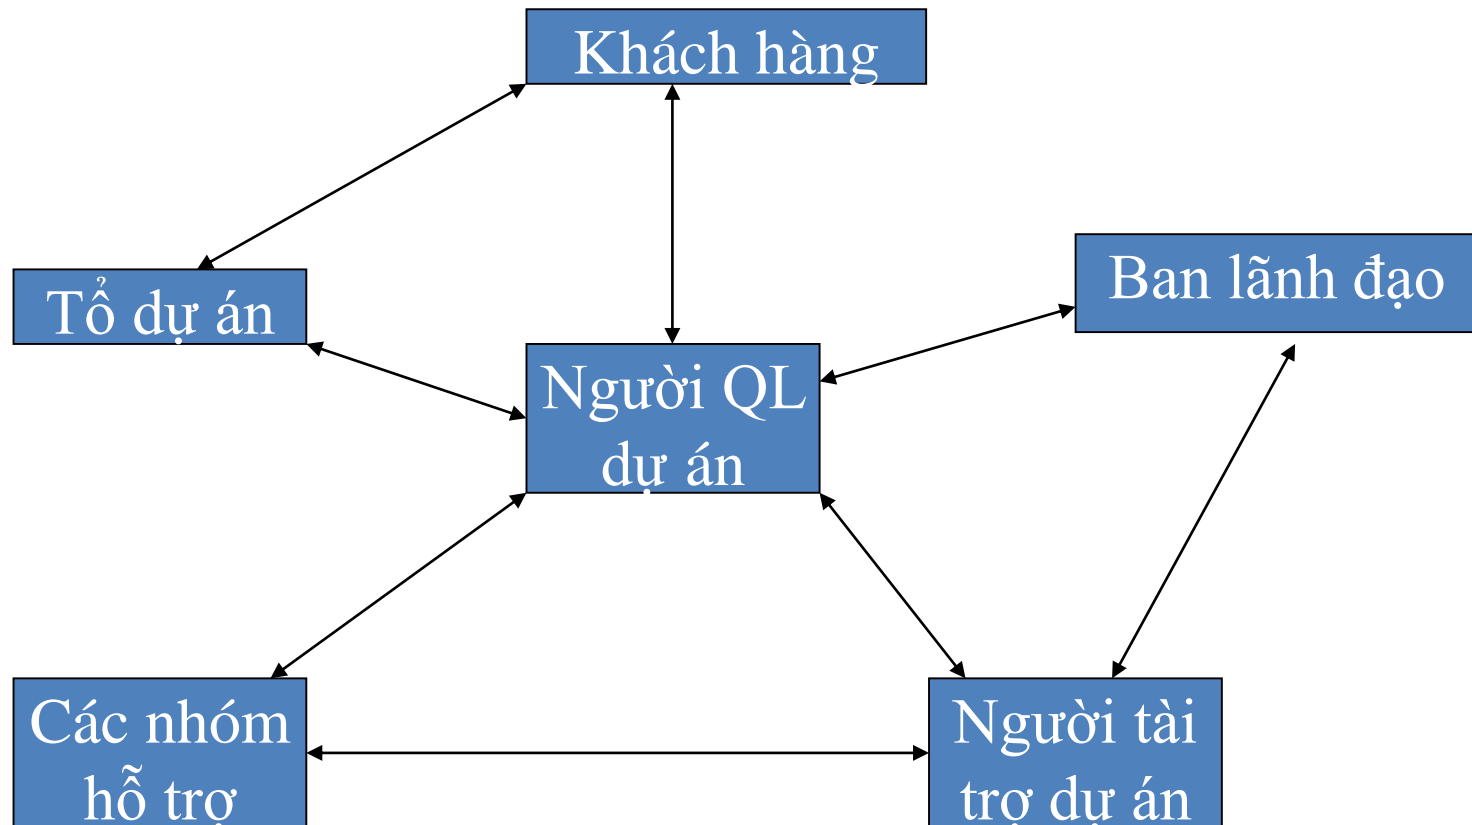 Khách hàng
Ban lãnh đạo
Tổ dự án
Người QL
dự án
Các nhóm
hỗ trợ
Người tài
trợ dự án